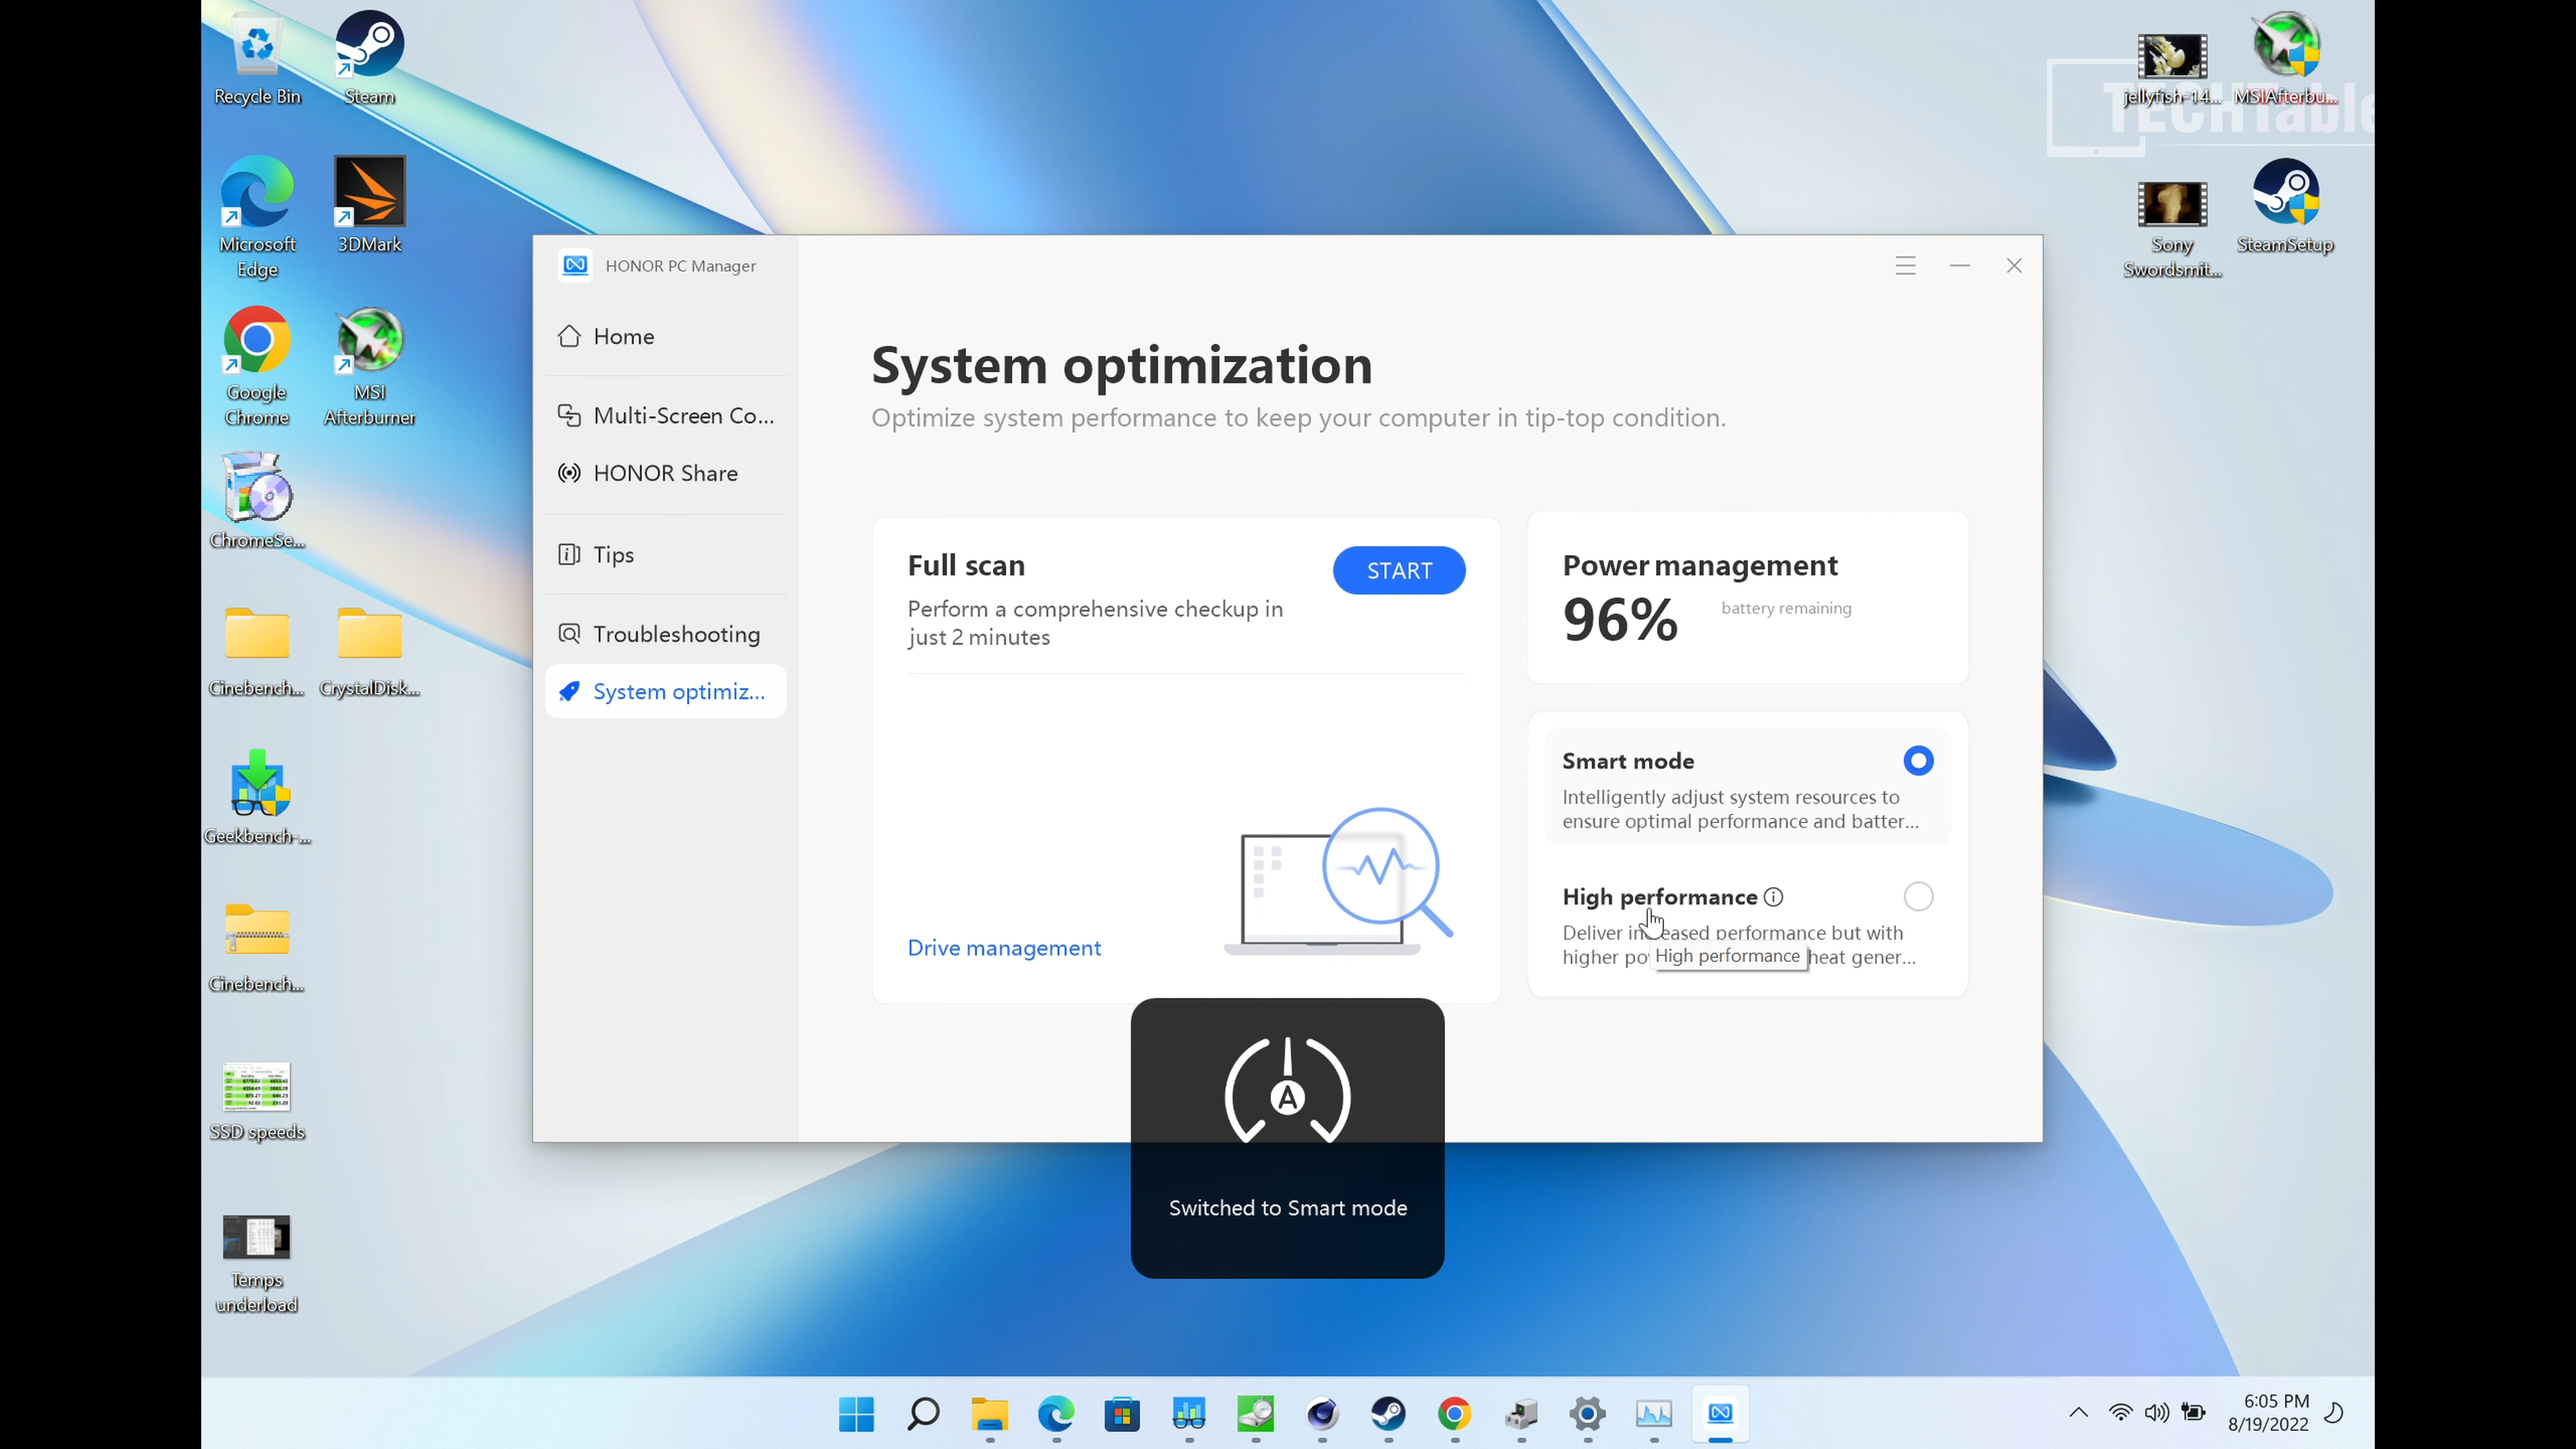 Recycle Bin
Steam
Microsoft
Edge
3DMark
Google
Chrome
MSI
Afterburner
ChromeSe...
Cinebench...
CrystalDisk...
Geekbench-...
Cinebench...
SSD speeds
Temps
underload
jellyfish-14...
MSIAfterbu...
TECHTable
Sony
Swordsmit...
SteamSetup
HONOR PC Manager
Home
Multi-Screen Co...
HONOR Share
Tips
Troubleshooting
System optimiz...
System optimization
Optimize system performance to keep your computer in tip-top condition.
Full scan
START
Perform a comprehensive checkup in
just 2 minutes
Drive management
Power management
96%
battery remaining
Smart mode
Intelligently adjust system resources to
ensure optimal performance and batter...
High performance
Deliver increased performance but with
higher po
High performance
heat gener...
A
Switched to Smart mode
6:05 PM
8/19/2022